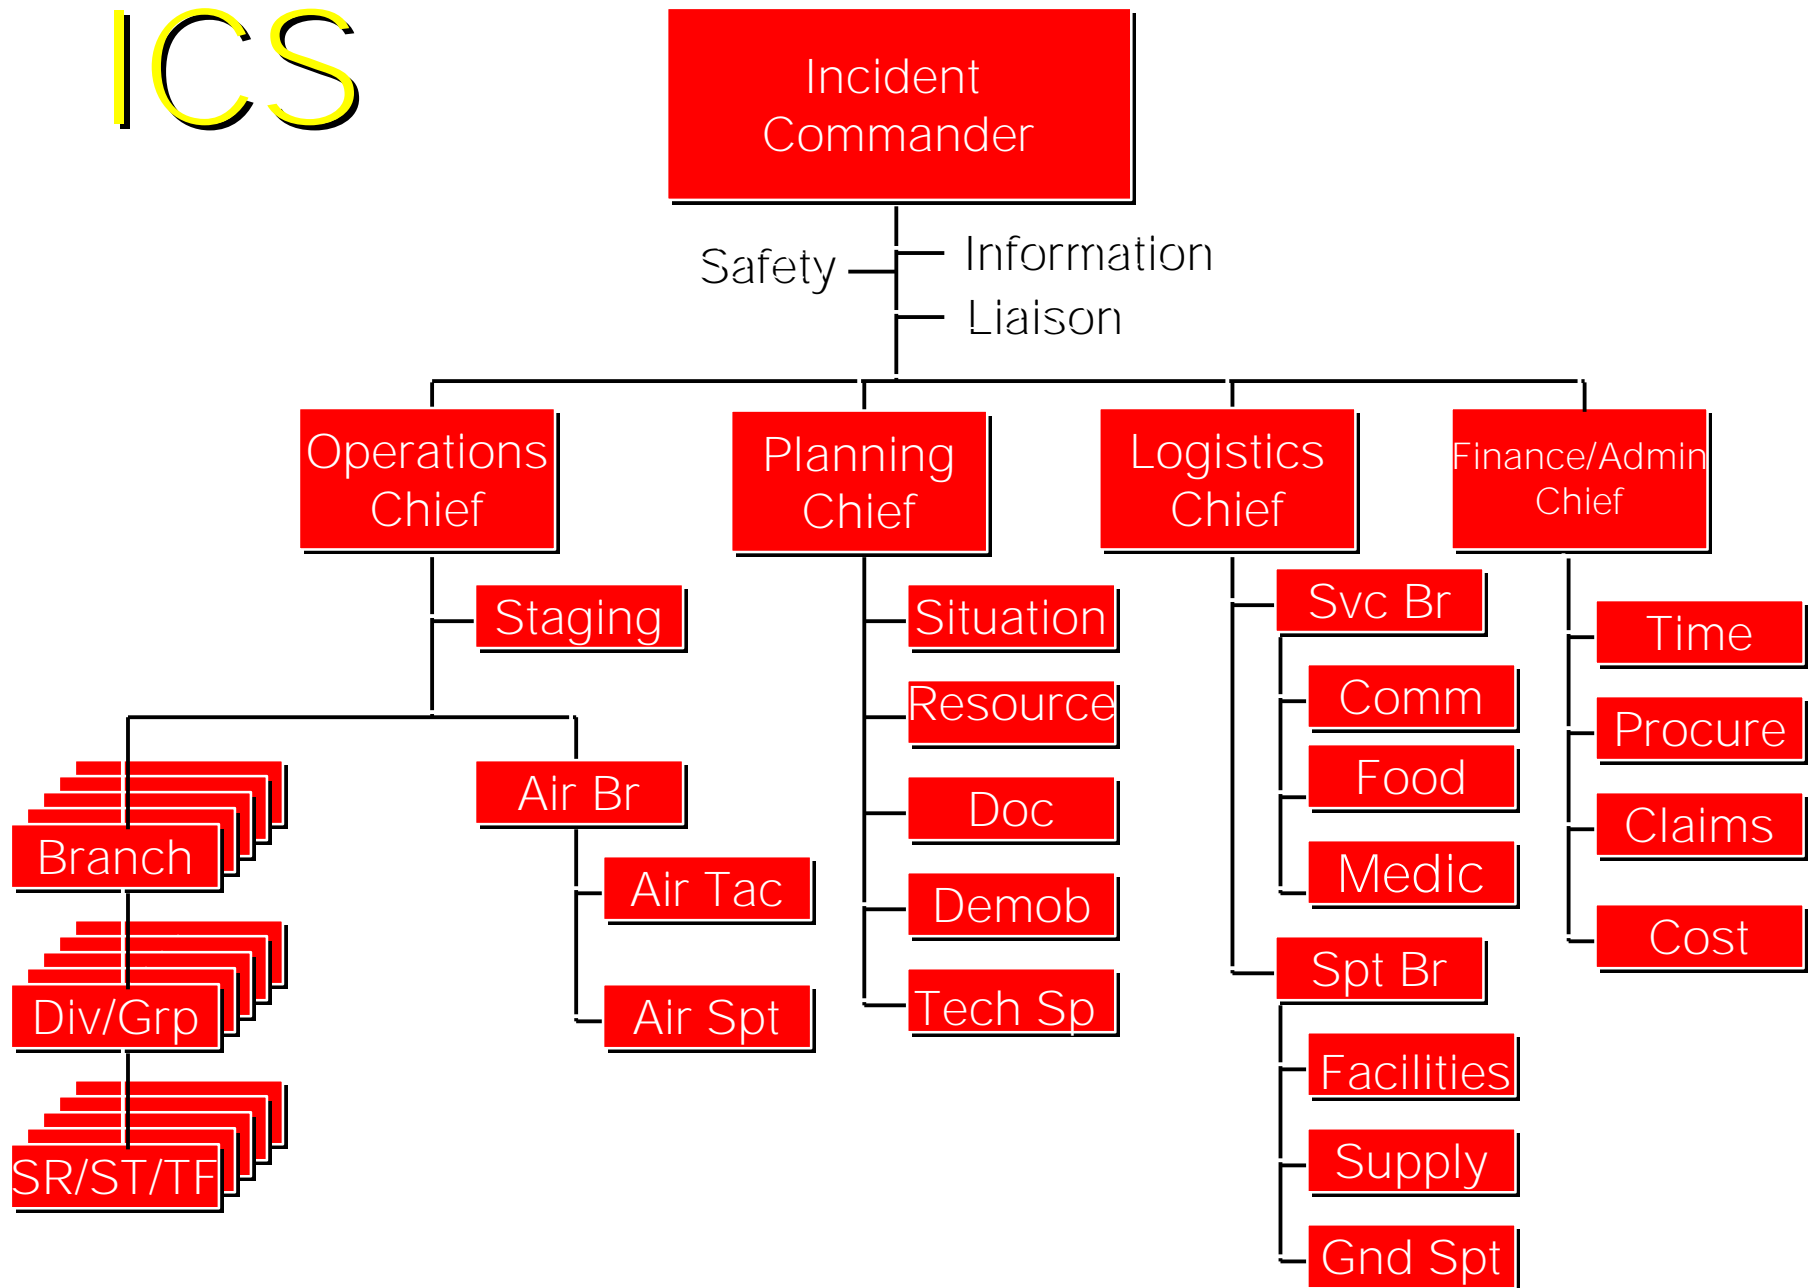 ICS
Incident
Commander
Safety
Information
Liaison
Operations
Chief
Planning
Chief
Logistics
Chief
Finance/Admin
Chief
Staging
Branch
Div/Grp
SR/ST/TF
Air Br
Air Tac
Air Spt
Situation
Resource
Doc
Demob
Tech Sp
Svc Br
Comm
Food
Medic
Spt Br
Facilities
Supply
Gnd Spt
Time
Procure
Claims
Cost